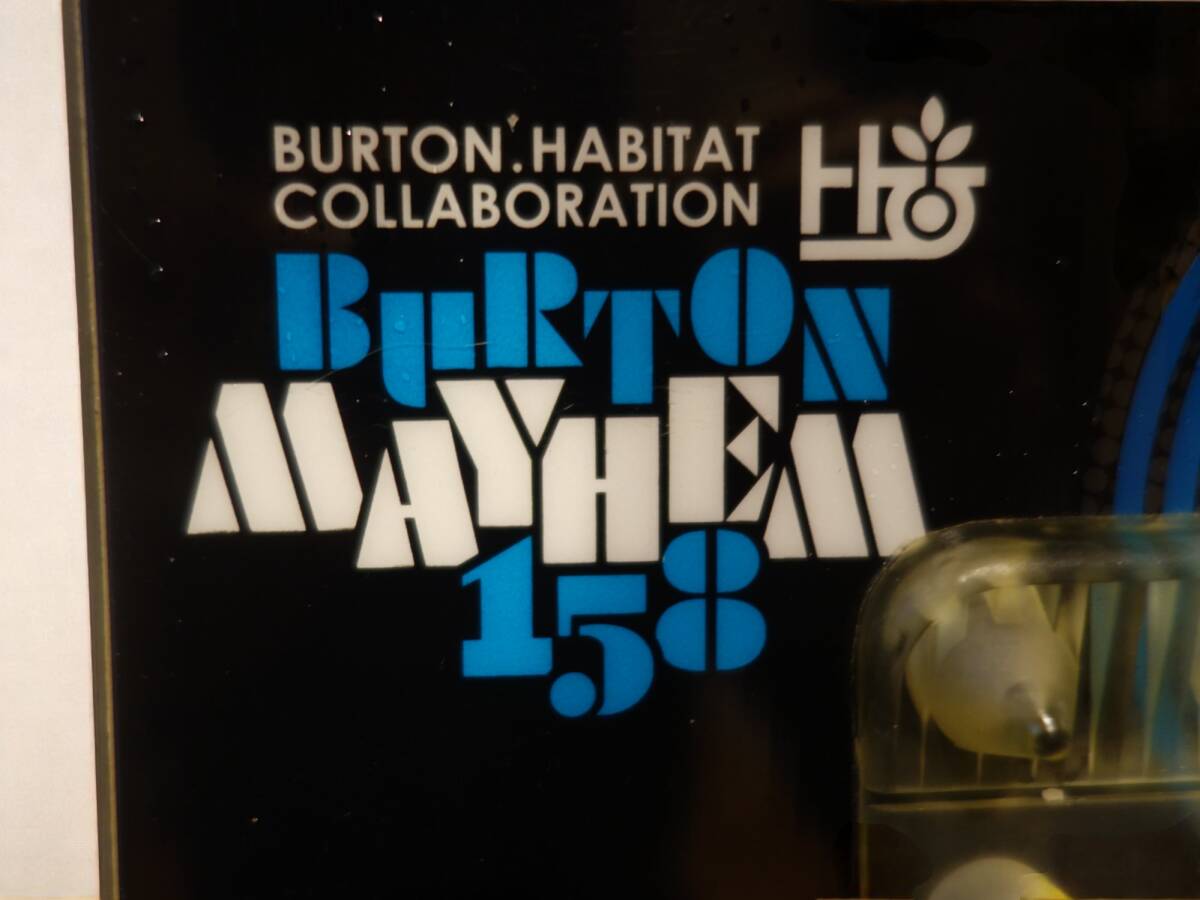 BURTON. HABITAT
COLLABORATION
BURTON
MAYHEM
158